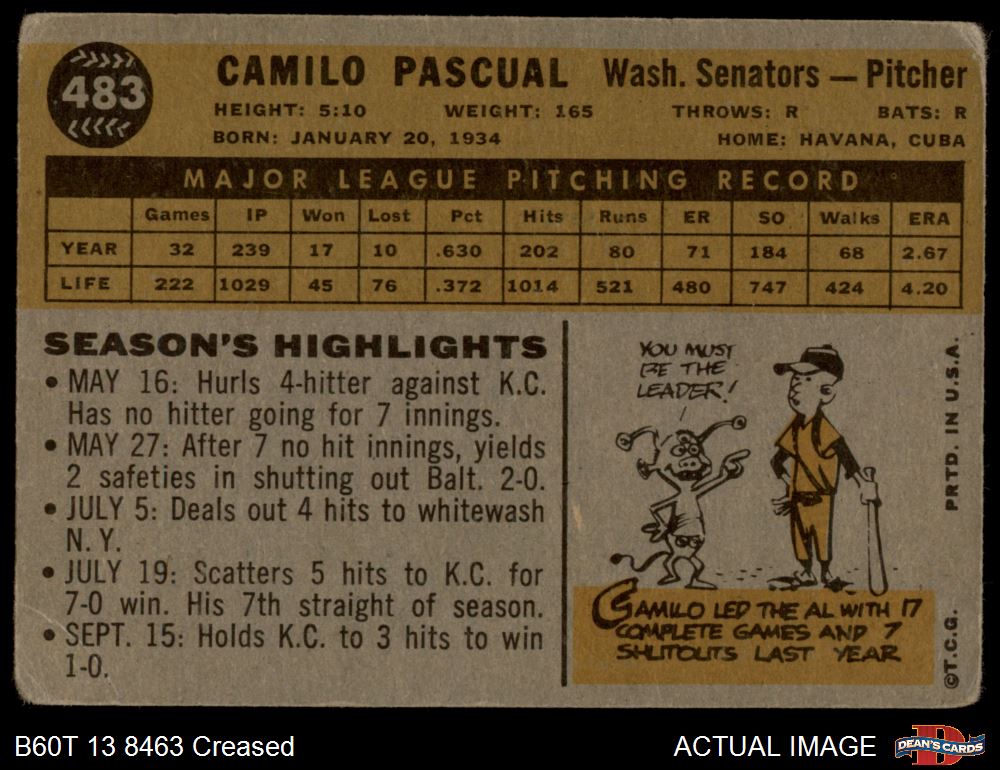 483
CAMILO PASCUAL Wash. Senators — Pitcher
HEIGHT: 5:10 WEIGHT: 165 THROWS: R BATS: R
BORN: JANUARY 20, 1934 HOME: HAVANA, CUBA
MAJOR LEAGUE PITCHING RECORD
Games IP Won Lost Pct Hits Runs ER SO Walks ERA
YEAR 32 239 17 10 .630 202 80 71 184 68 2.67
LIFE 222 1029 45 76 .372 1014 521 480 747 424 4.20
SEASON'S HIGHLIGHTS
• MAY 16: Hurls 4-hitter against K.C.
Has no hitter going for 7 innings.
• MAY 27: After 7 no hit innings, yields
2 safeties in shutting out Balt. 2-0.
• JULY 5: Deals out 4 hits to whitewash
N. Y.
• JULY 19: Scatters 5 hits to K.C. for
7-0 win. His 7th straight of season.
• SEPT. 15: Holds K.C. to 3 hits to win
1-0.
YOU MUST
BE THE
LEADER!
CAMILO LED THE AL WITH 17
COMPLETE GAMES AND 7
SHUTOUTS LAST YEAR
©T.C.G. PRTD. IN U.S.A.
B60T 13 8463 Creased
ACTUAL IMAGE
D
DEAN'S CARDS